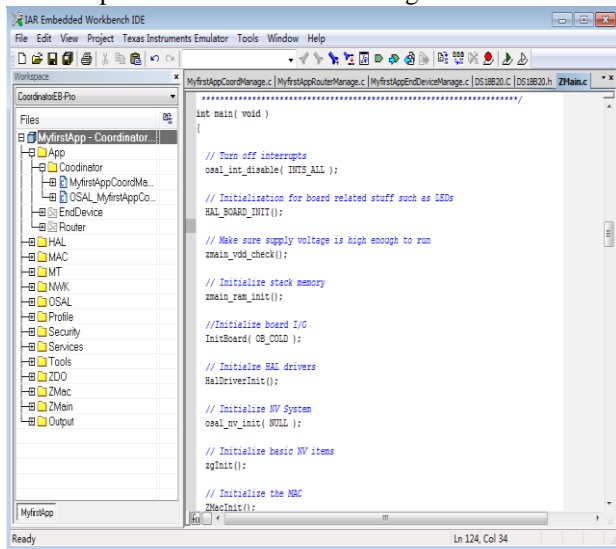 IAR Embedded Workbench IDE
File Edit View Project Texas Instruments Emulator Tools Window Help
Workspace
MyfirstAppCoordManage.c | MyfirstAppRouterManage.c | MyfirstAppEndDeviceManage.c | DS18B20.C | DS18B20.h ZMain.c
CoordinatorEB-Pro
Files
MyfirstApp - Coordinator...
App
Coodinator
MyfirstAppCoordMa...
OSAL_MyfirstAppCo...
EndDevice
Router
HAL
MAC
MT
NWK
OSAL
Profile
Security
Services
Tools
ZDO
ZMac
ZMain
Output
MyfirstApp
*********************************************************************/
int main( void )
{
// Turn off interrupts
osal_int_disable( INTS_ALL );
// Initialization for board related stuff such as LEDs
HAL_BOARD_INIT();
// Make sure supply voltage is high enough to run
zmain_vdd_check();
// Initialize stack memory
zmain_ram_init();
//Initialize board I/O
InitBoard( OB_COLD );
// Initialze HAL drivers
HalDriverInit();
// Initialize NV System
osal_nv_init( NULL );
// Initialize basic NV items
zgInit();
// Initialize the MAC
ZMacInit();
Ready
Ln 124, Col 34